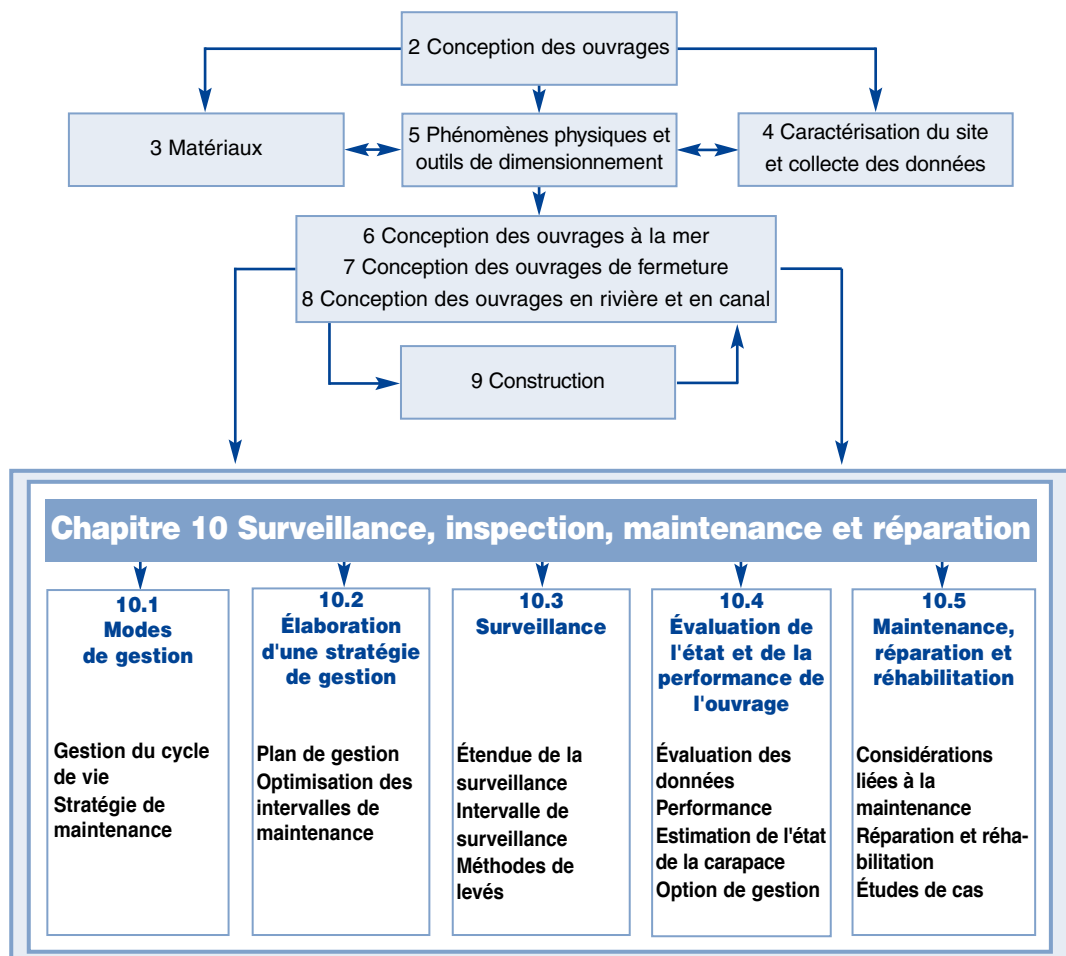 2 Conception des ouvrages
3 Matériaux
5 Phénomènes physiques et
outils de dimensionnement
4 Caractérisation du site
et collecte des données
6 Conception des ouvrages à la mer
7 Conception des ouvrages de fermeture
8 Conception des ouvrages en rivière et en canal
9 Construction
Chapitre 10 Surveillance, inspection, maintenance et réparation
10.1
Modes
de gestion
Gestion du cycle
de vie
Stratégie de
maintenance
10.2
Élaboration
d'une stratégie
de gestion
Plan de gestion
Optimisation des
intervalles de
maintenance
10.3
Surveillance
Étendue de la
surveillance
Intervalle de
surveillance
Méthodes de
levés
10.4
Évaluation de
l'état et de la
performance de
l'ouvrage
Évaluation des
données
Performance
Estimation de l'état
de la carapace
Option de gestion
10.5
Maintenance,
réparation et
réhabilitation
Considérations
liées à la
maintenance
Réparation et réha-
bilitation
Études de cas